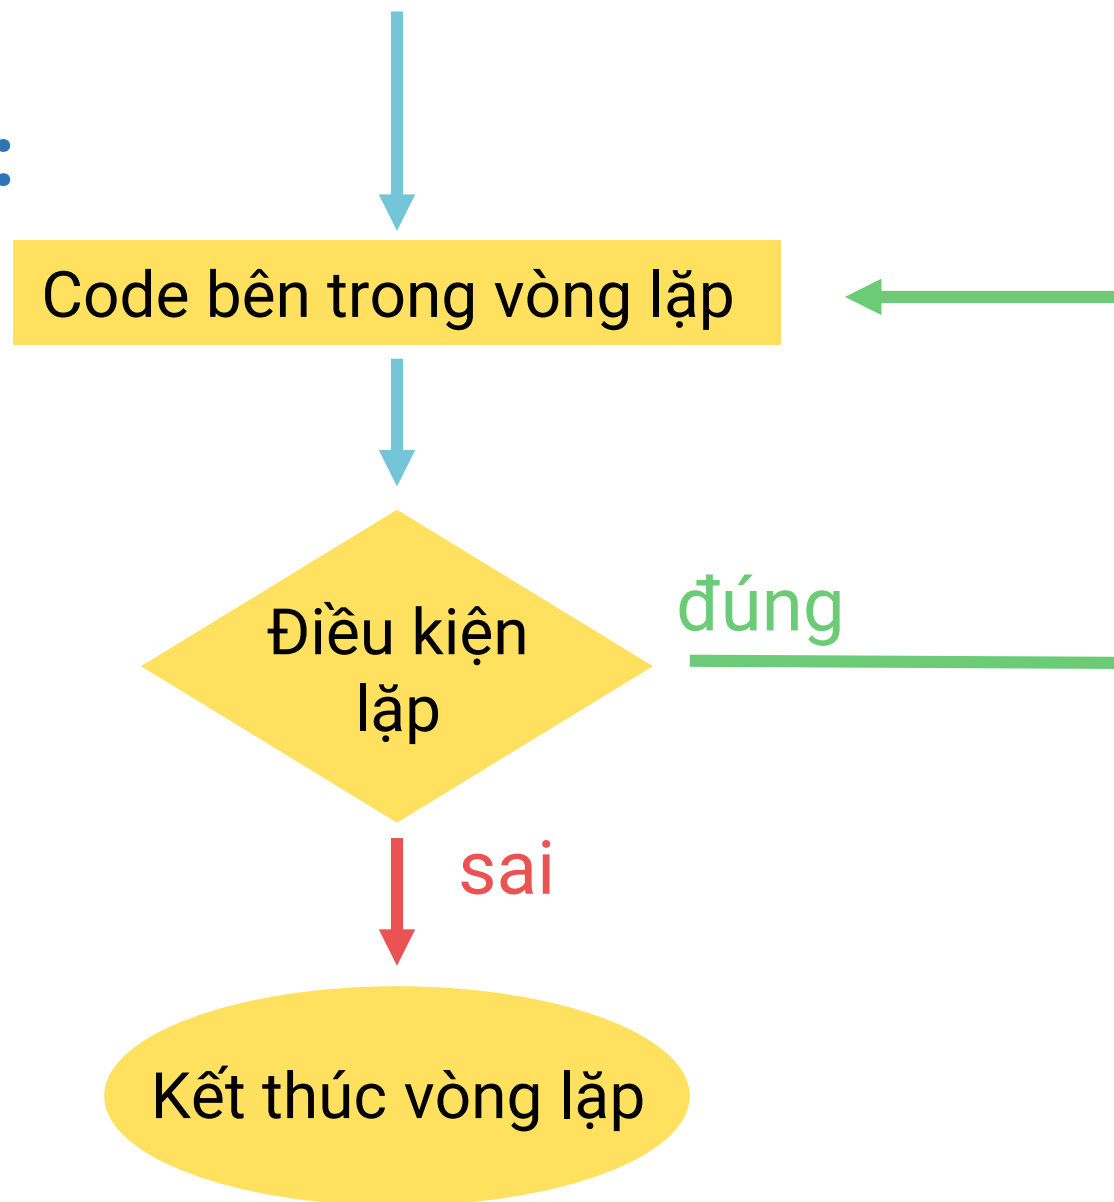 :
Code bên trong vòng lặp
đúng
Điều kiện
lặp
sai
Kết thúc vòng lặp